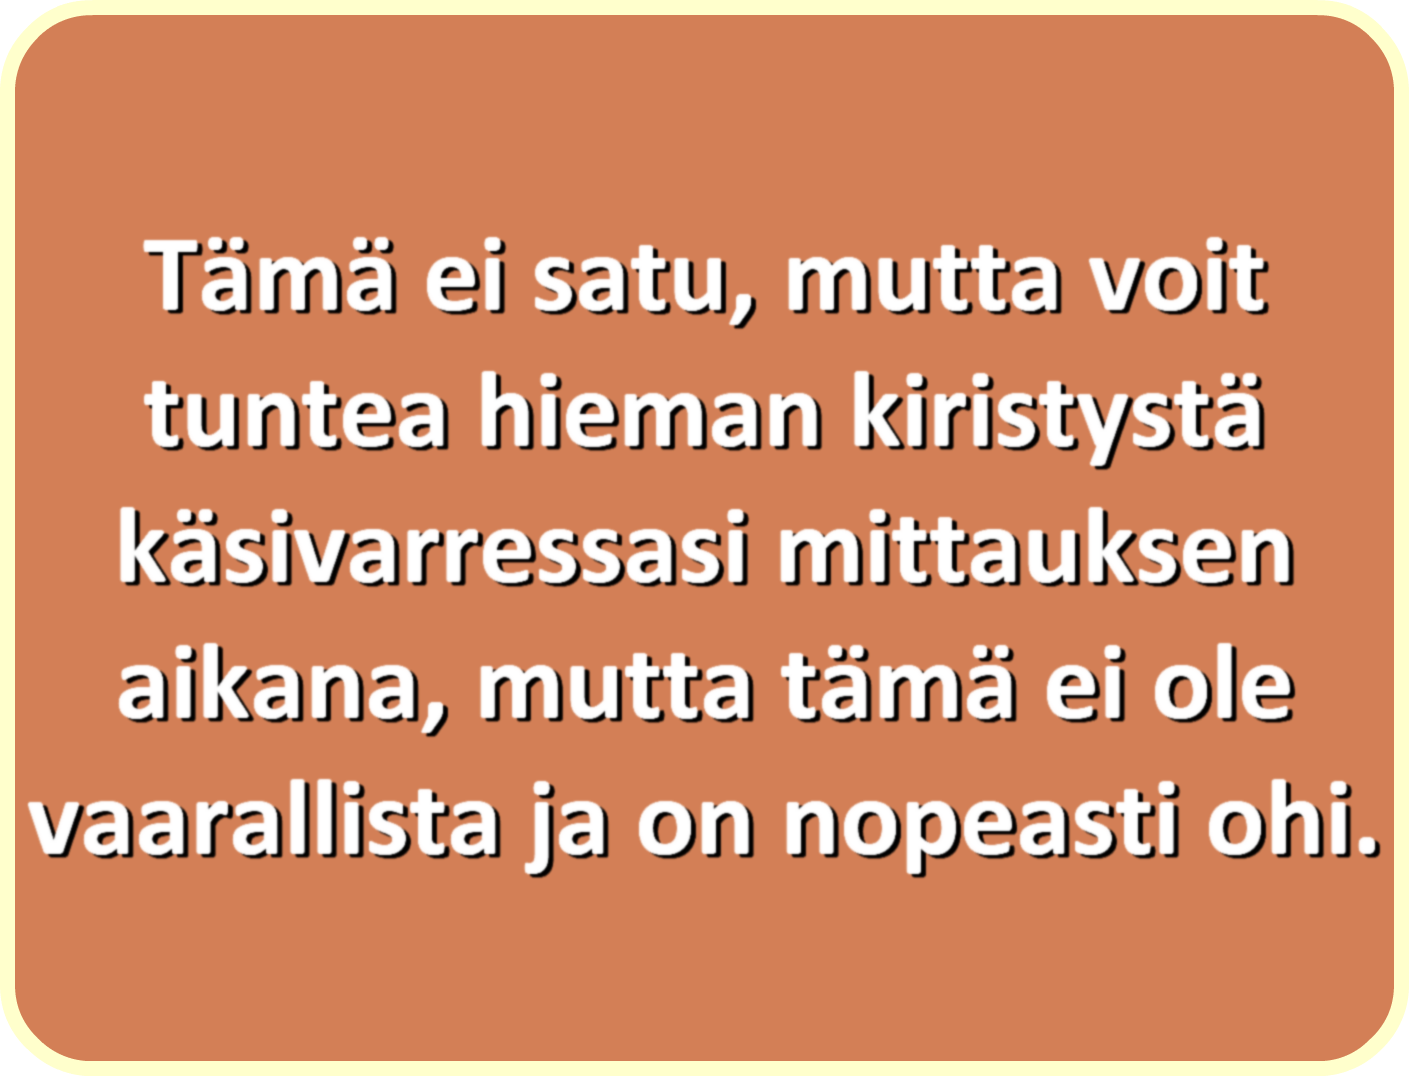 Tämä ei satu, mutta voit
tuntea hieman kiristystä
käsivarressasi mittauksen
aikana, mutta tämä ei ole
vaarallista ja on nopeasti ohi.